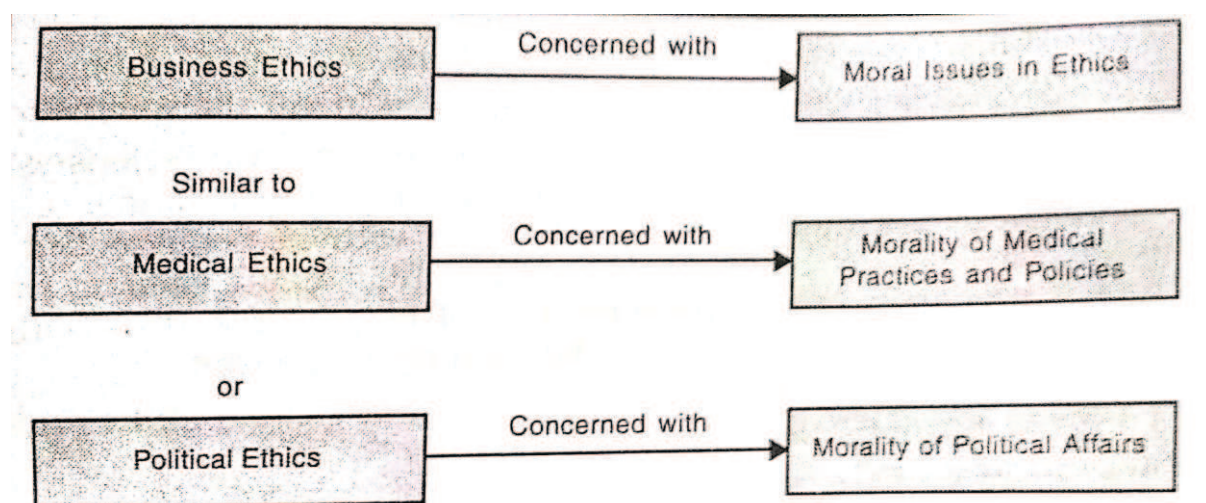 Business Ethics
Concerned with
Moral Issues in Ethics
Similar to
Medical Ethics
Concerned with
Morality of Medical
Practices and Policies
or
Political Ethics
Concerned with
Morality of Political Affairs